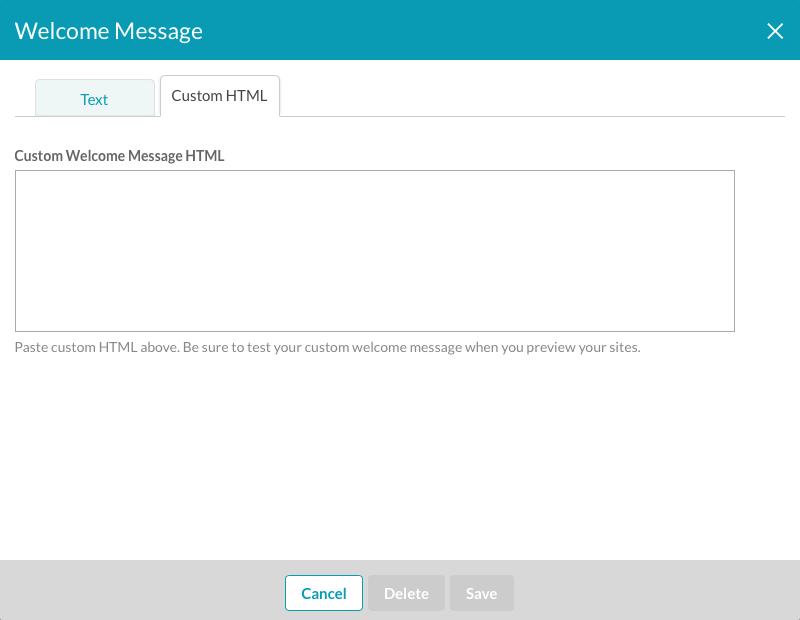 Welcome Message
Text
Custom HTML
Custom Welcome Message HTML
Paste custom HTML above. Be sure to test your custom welcome message when you preview your sites.
Cancel
Delete
Save